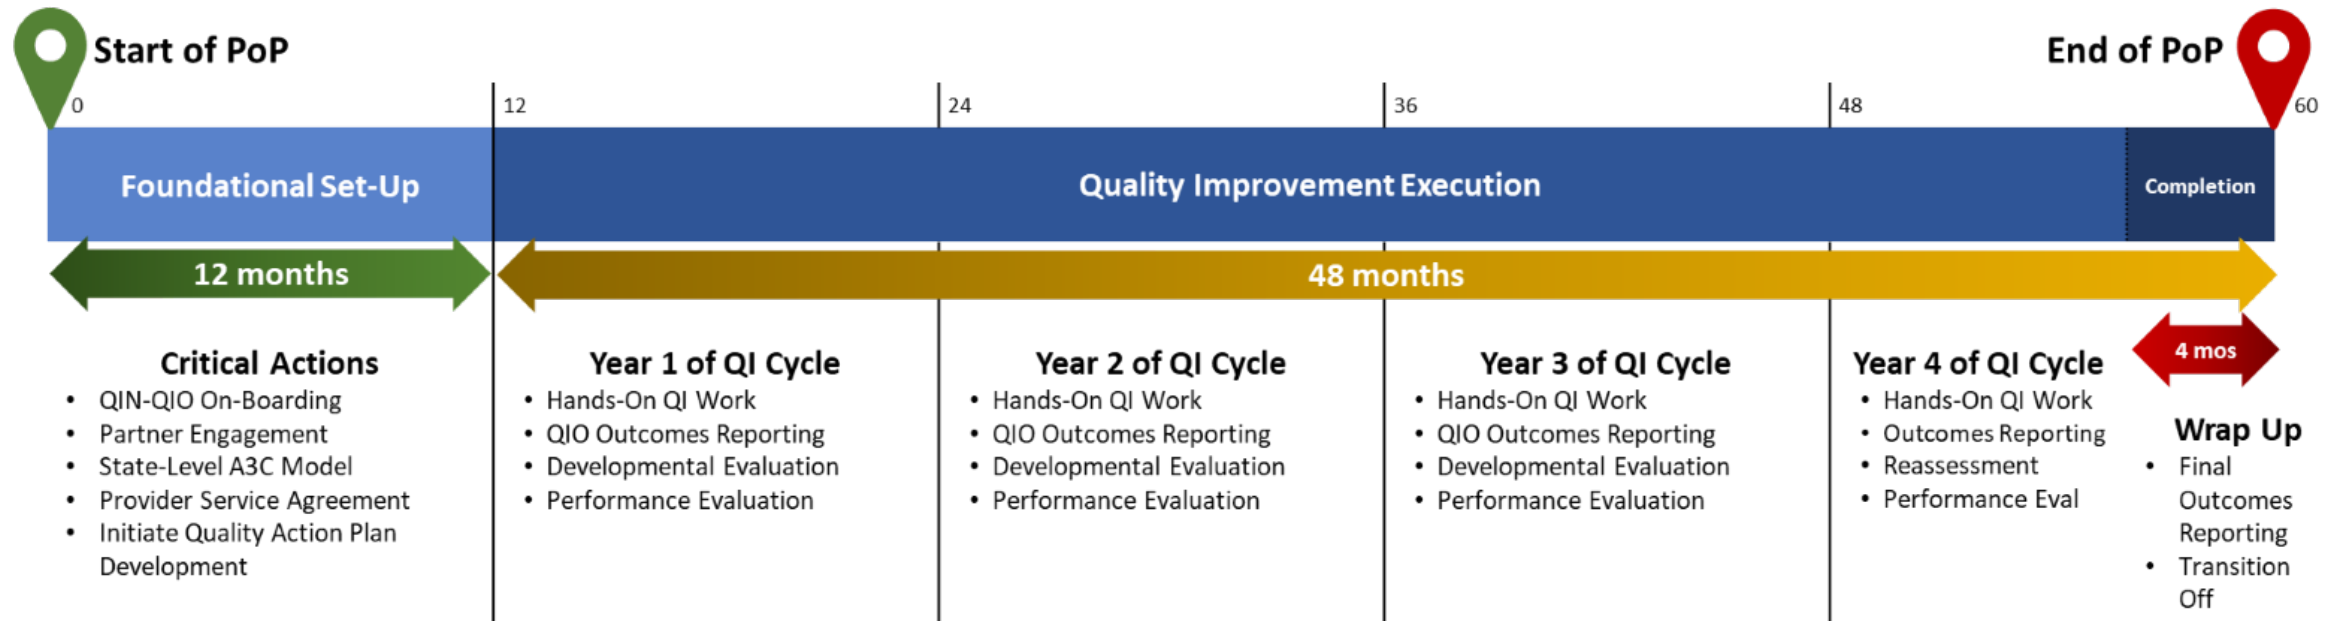 Start of PoP
End of PoP
0
12
24
36
48
60
Foundational Set-Up
Quality Improvement Execution
Completion
12 months
48 months
4 mos
Critical Actions
• QIN-QIO On-Boarding
• Partner Engagement
• State-Level A3C Model
• Provider Service Agreement
• Initiate Quality Action Plan
Development
Year 1 of QI Cycle
• Hands-On QI Work
• QIO Outcomes Reporting
• Developmental Evaluation
• Performance Evaluation
Year 2 of QI Cycle
• Hands-On QI Work
• QIO Outcomes Reporting
• Developmental Evaluation
• Performance Evaluation
Year 3 of QI Cycle
• Hands-On QI Work
• QIO Outcomes Reporting
• Developmental Evaluation
• Performance Evaluation
Year 4 of QI Cycle
• Hands-On QI Work
• Outcomes Reporting
• Reassessment
• Performance Eval
Wrap Up
• Final
Outcomes
Reporting
• Transition
Off